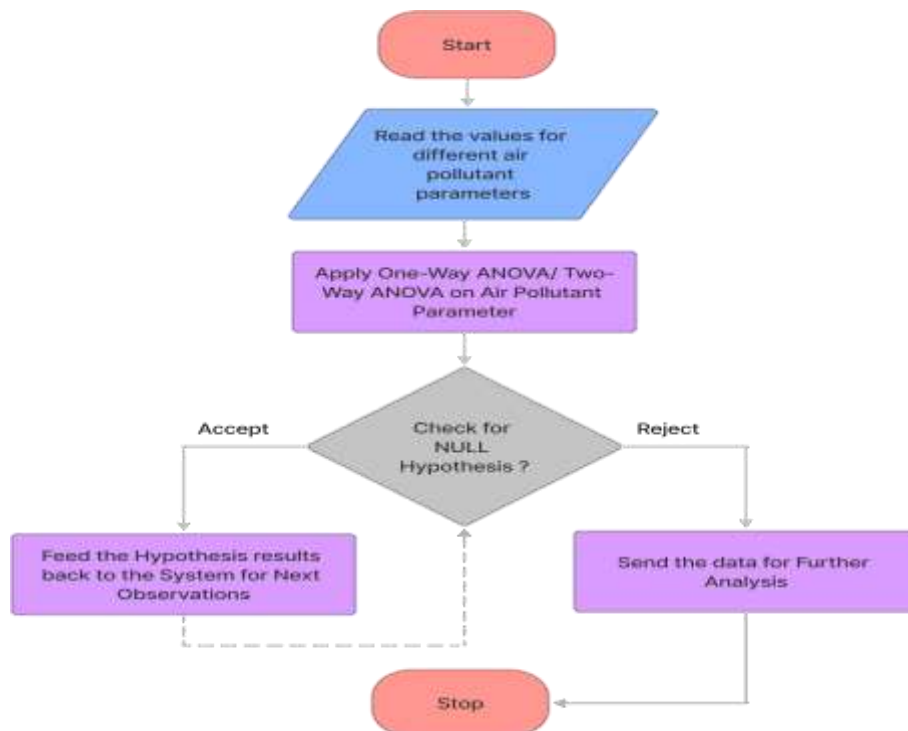 Start
Read the values for
different air
pollutant
parameters
Apply One-Way ANOVA/ Two-
Way ANOVA on Air Pollutant
Parameter
Check for
NULL
Hypothesis ?
Accept
Reject
Feed the Hypothesis results
back to the System for Next
Observations
Send the data for Further
Analysis
Stop